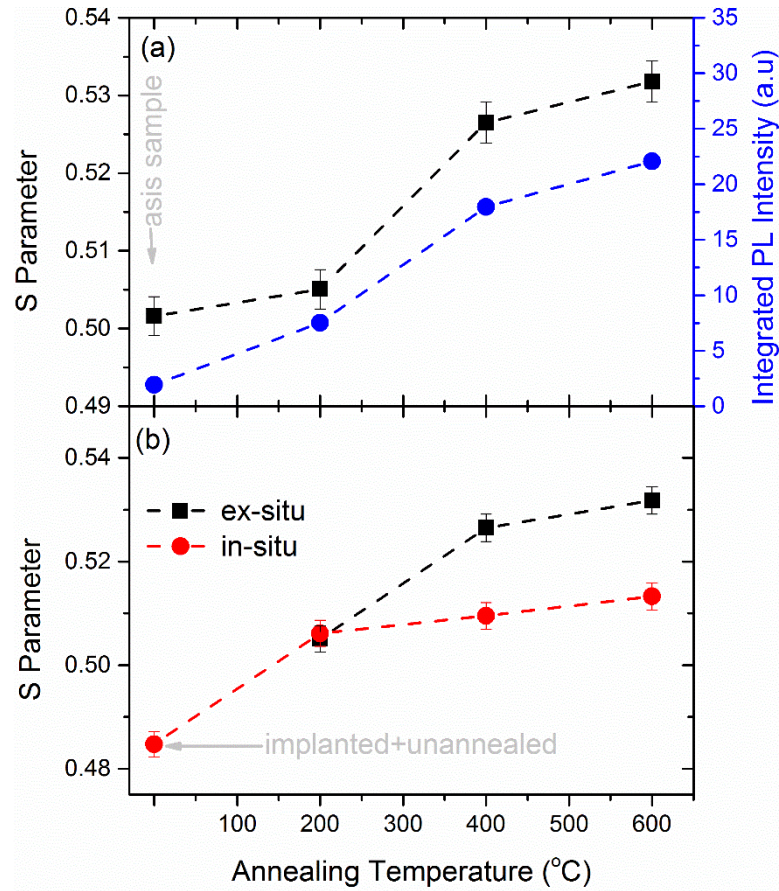 (a)
asis sample
0.54
0.53
0.52
0.51
0.50
0.49
S Parameter
35
30
25
20
15
10
5
0
Integrated PL Intensity (a.u)
(b)
ex-situ
in-situ
implanted+unannealed
0.54
0.52
0.50
0.48
S Parameter
100 200 300 400 500 600
Annealing Temperature (°C)